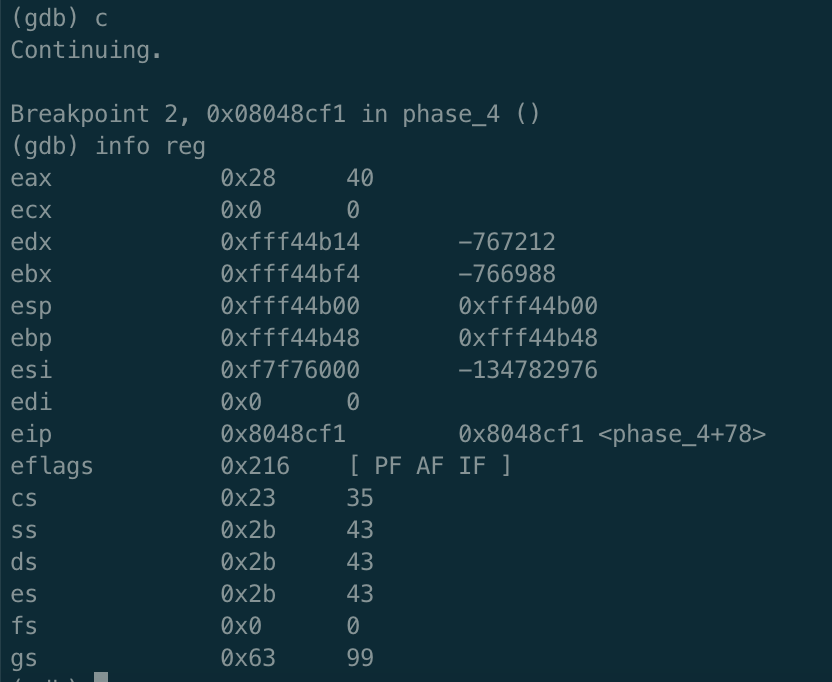 (gdb) c
Continuing.
Breakpoint 2, 0x08048cf1 in phase_4 ()
(gdb) info reg
eax 0x28 40
ecx 0x0 0
edx 0xfff44b14 -767212
ebx 0xfff44bf4 -766988
esp 0xfff44b00 0xfff44b00
ebp 0xfff44b48 0xfff44b48
esi 0xf7f76000 -134782976
edi 0x0 0
eip 0x8048cf1 0x8048cf1 <phase_4+78>
eflags 0x216 [ PF AF IF ]
cs 0x23 35
ss 0x2b 43
ds 0x2b 43
es 0x2b 43
fs 0x0 0
gs 0x63 99